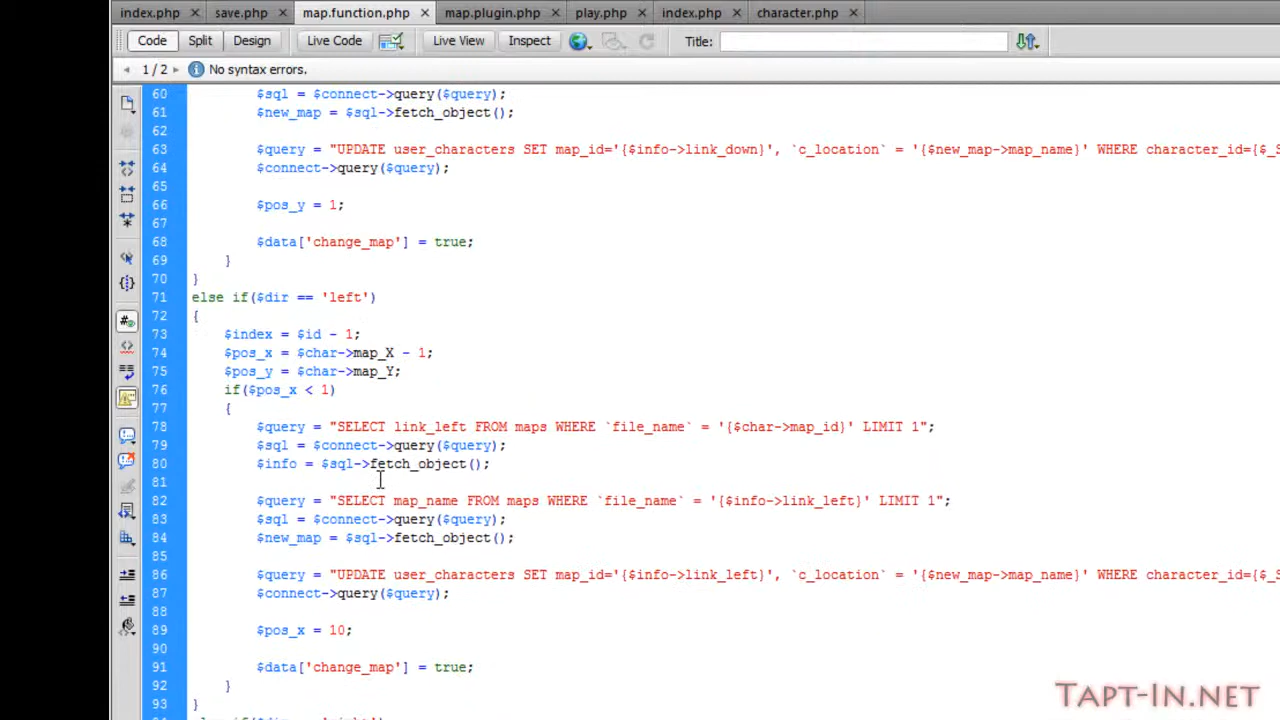 index.php × save.php × map.function.php × map.plugin.php × play.php × index.php × character.php ×
Code Split Design Live Code Live View Inspect Title:
1 / 2 No syntax errors.
60 $sql = $connect->query($query);
61 $new_map = $sql->fetch_object();
62
63 $query = "UPDATE user_characters SET map_id='{$info->link_down}', `c_location` = '{$new_map->map_name}' WHERE character_id={$_S
64 $connect->query($query);
65
66 $pos_y = 1;
67
68 $data['change_map'] = true;
69 }
70 }
71 else if($dir == 'left')
72 {
73 $index = $id - 1;
74 $pos_x = $char->map_X - 1;
75 $pos_y = $char->map_Y;
76 if($pos_x < 1)
77 {
78 $query = "SELECT link_left FROM maps WHERE `file_name` = '{$char->map_id}' LIMIT 1";
79 $sql = $connect->query($query);
80 $info = $sql->fetch_object();
81
82 $query = "SELECT map_name FROM maps WHERE `file_name` = '{$info->link_left}' LIMIT 1";
83 $sql = $connect->query($query);
84 $new_map = $sql->fetch_object();
85
86 $query = "UPDATE user_characters SET map_id='{$info->link_left}', `c_location` = '{$new_map->map_name}' WHERE character_id={$_S
87 $connect->query($query);
88
89 $pos_x = 10;
90
91 $data['change_map'] = true;
92 }
93 }
TAPT-IN.NET